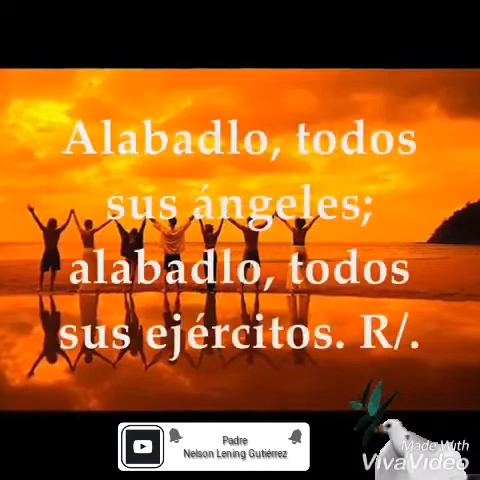 Alabadlo, todos
sus ángeles;
alabadlo, todos
sus ejércitos. R/.
Padre
Nelson Lening Gutiérrez
Made With
VivaVideo